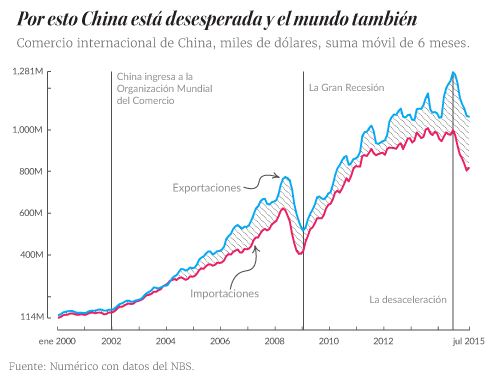 Por esto China está desesperada y el mundo también
Comercio internacional de China, miles de dólares, suma móvil de 6 meses.
1,281M
China ingresa a la
Organización Mundial
del Comercio
La Gran Recesión
1,000M
800M
Exportaciones
600M
400M
Importaciones
La desaceleración
114M
ene 2000 2002 2004 2006 2008 2010 2012 jul 2015
Fuente: Numérico con datos del NBS.